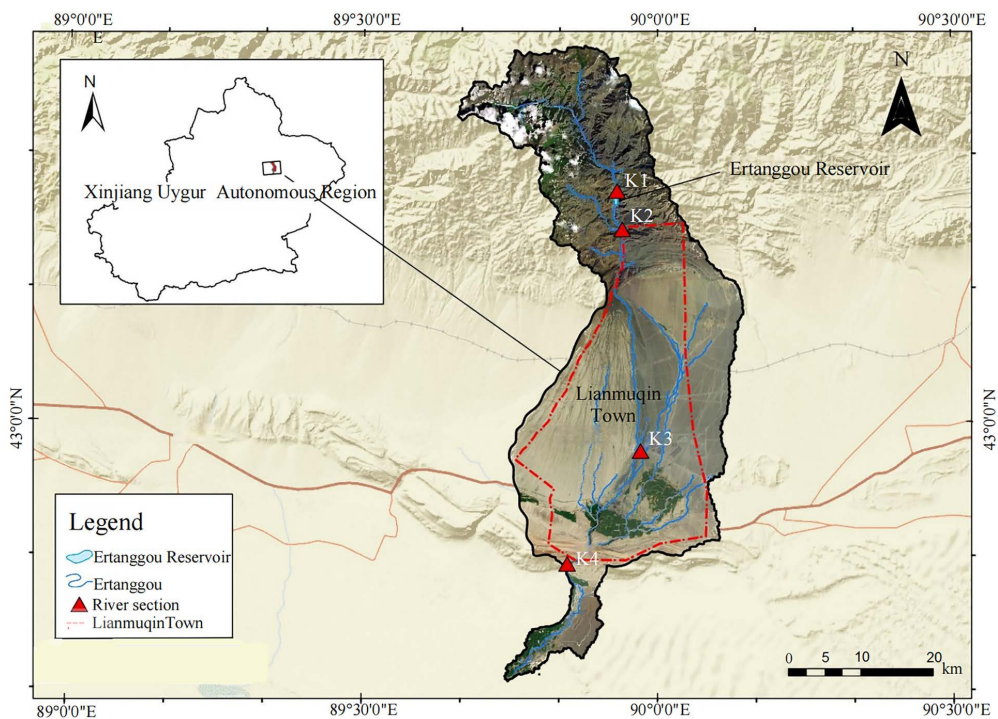 89°0'0"E 89°30'0"E 90°0'0"E 90°30'0"E
E
N
N
Xinjiang Uygur Autonomous Region
K1
Ertanggou Reservoir
K2
Lianmuqin
Town
43°0'0"N
43°0'0"N
K3
K4
Legend
Ertanggou Reservoir
Ertanggou
River section
LianmuqinTown
0 5 10 20
km
89°0'0"E 89°30'0"E 90°0'0"E 90°30'0"E